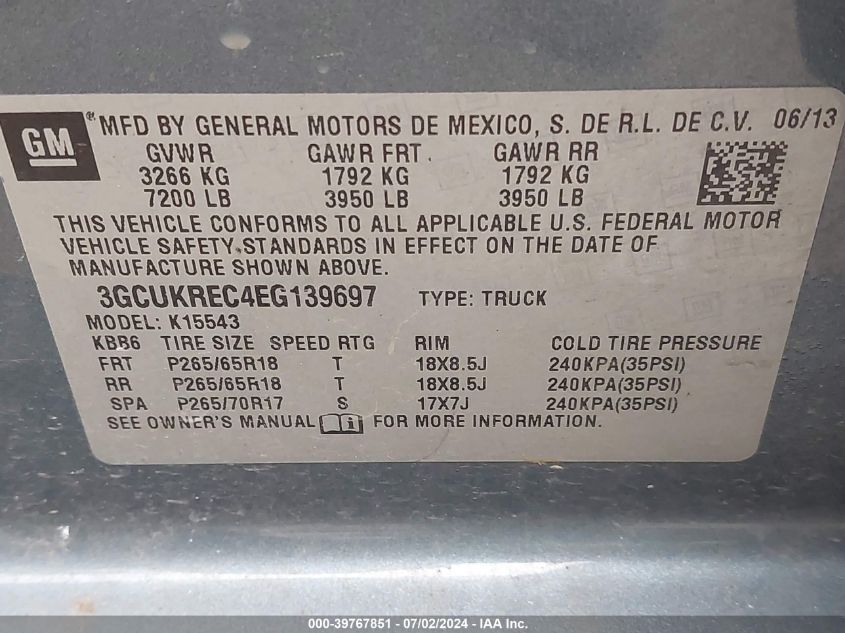 GM ® MFD BY GENERAL MOTORS DE MEXICO, S. DE R.L. DE C.V. 06/13
GVWR GAWR FRT. GAWR RR
3266 KG 1792 KG 1792 KG
7200 LB 3950 LB 3950 LB
THIS VEHICLE CONFORMS TO ALL APPLICABLE U.S. FEDERAL MOTOR
VEHICLE SAFETY STANDARDS IN EFFECT ON THE DATE OF
MANUFACTURE SHOWN ABOVE.
3GCUKREC4EG139697 TYPE: TRUCK
MODEL: K15543
KBB6 TIRE SIZE SPEED RTG RIM COLD TIRE PRESSURE
FRT P265/65R18 T 18X8.5J 240KPA(35PSI)
RR P265/65R18 T 18X8.5J 240KPA(35PSI)
SPA P265/70R17 S 17X7J 240KPA(35PSI)
SEE OWNER'S MANUAL FOR MORE INFORMATION.
000-39767851 - 07/02/2024 - IAA Inc.